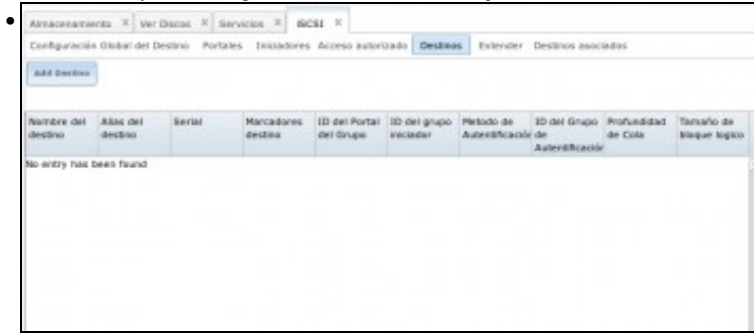 Almacenamiento X Ver Discos X Servicios X iSCSI X
Configuración Global del Destino Portales Iniciadores Acceso autorizado Destinos Extender Destinos asociados
Add Destino
Nombre del destino Alias del destino Serial Marcadores destino ID del Portal del Grupo ID del grupo iniciador Metodo de Autentificación ID del Grupo de Autentificación Profundidad de Cola Tamaño de bloque logico
No entry has been found